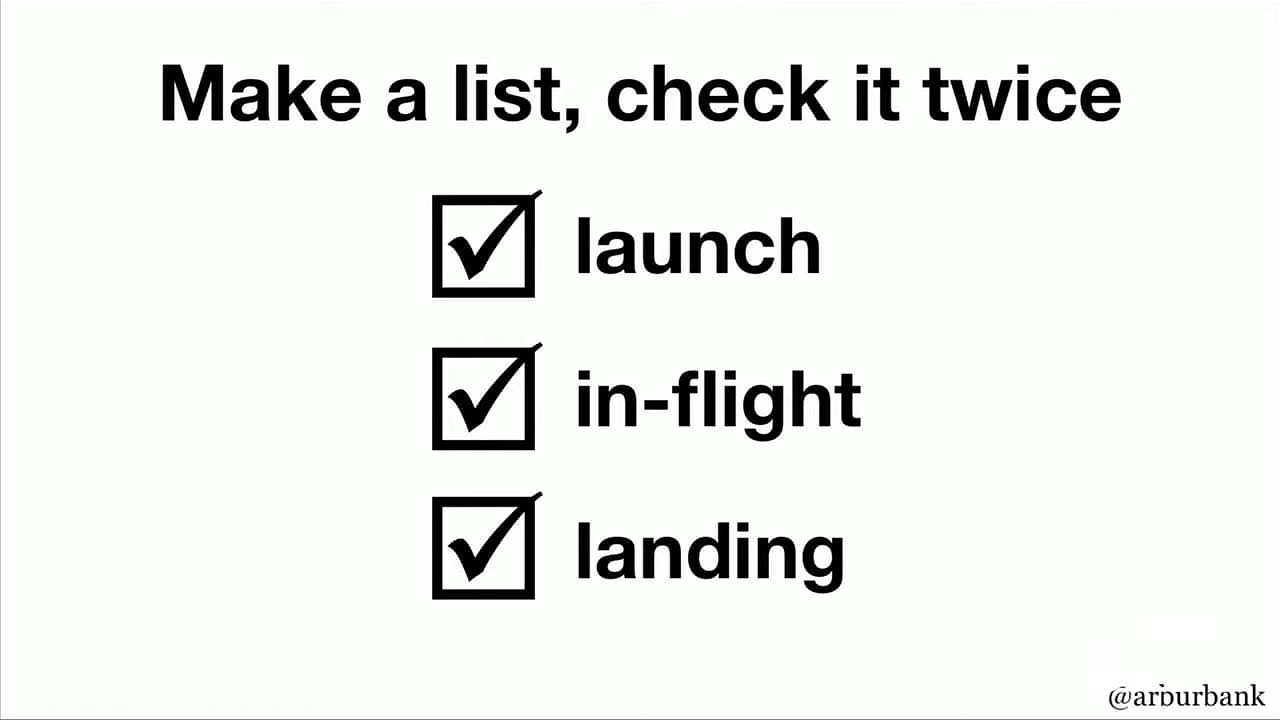 Make a list, check it twice
launch
in-flight
landing
@arburbank